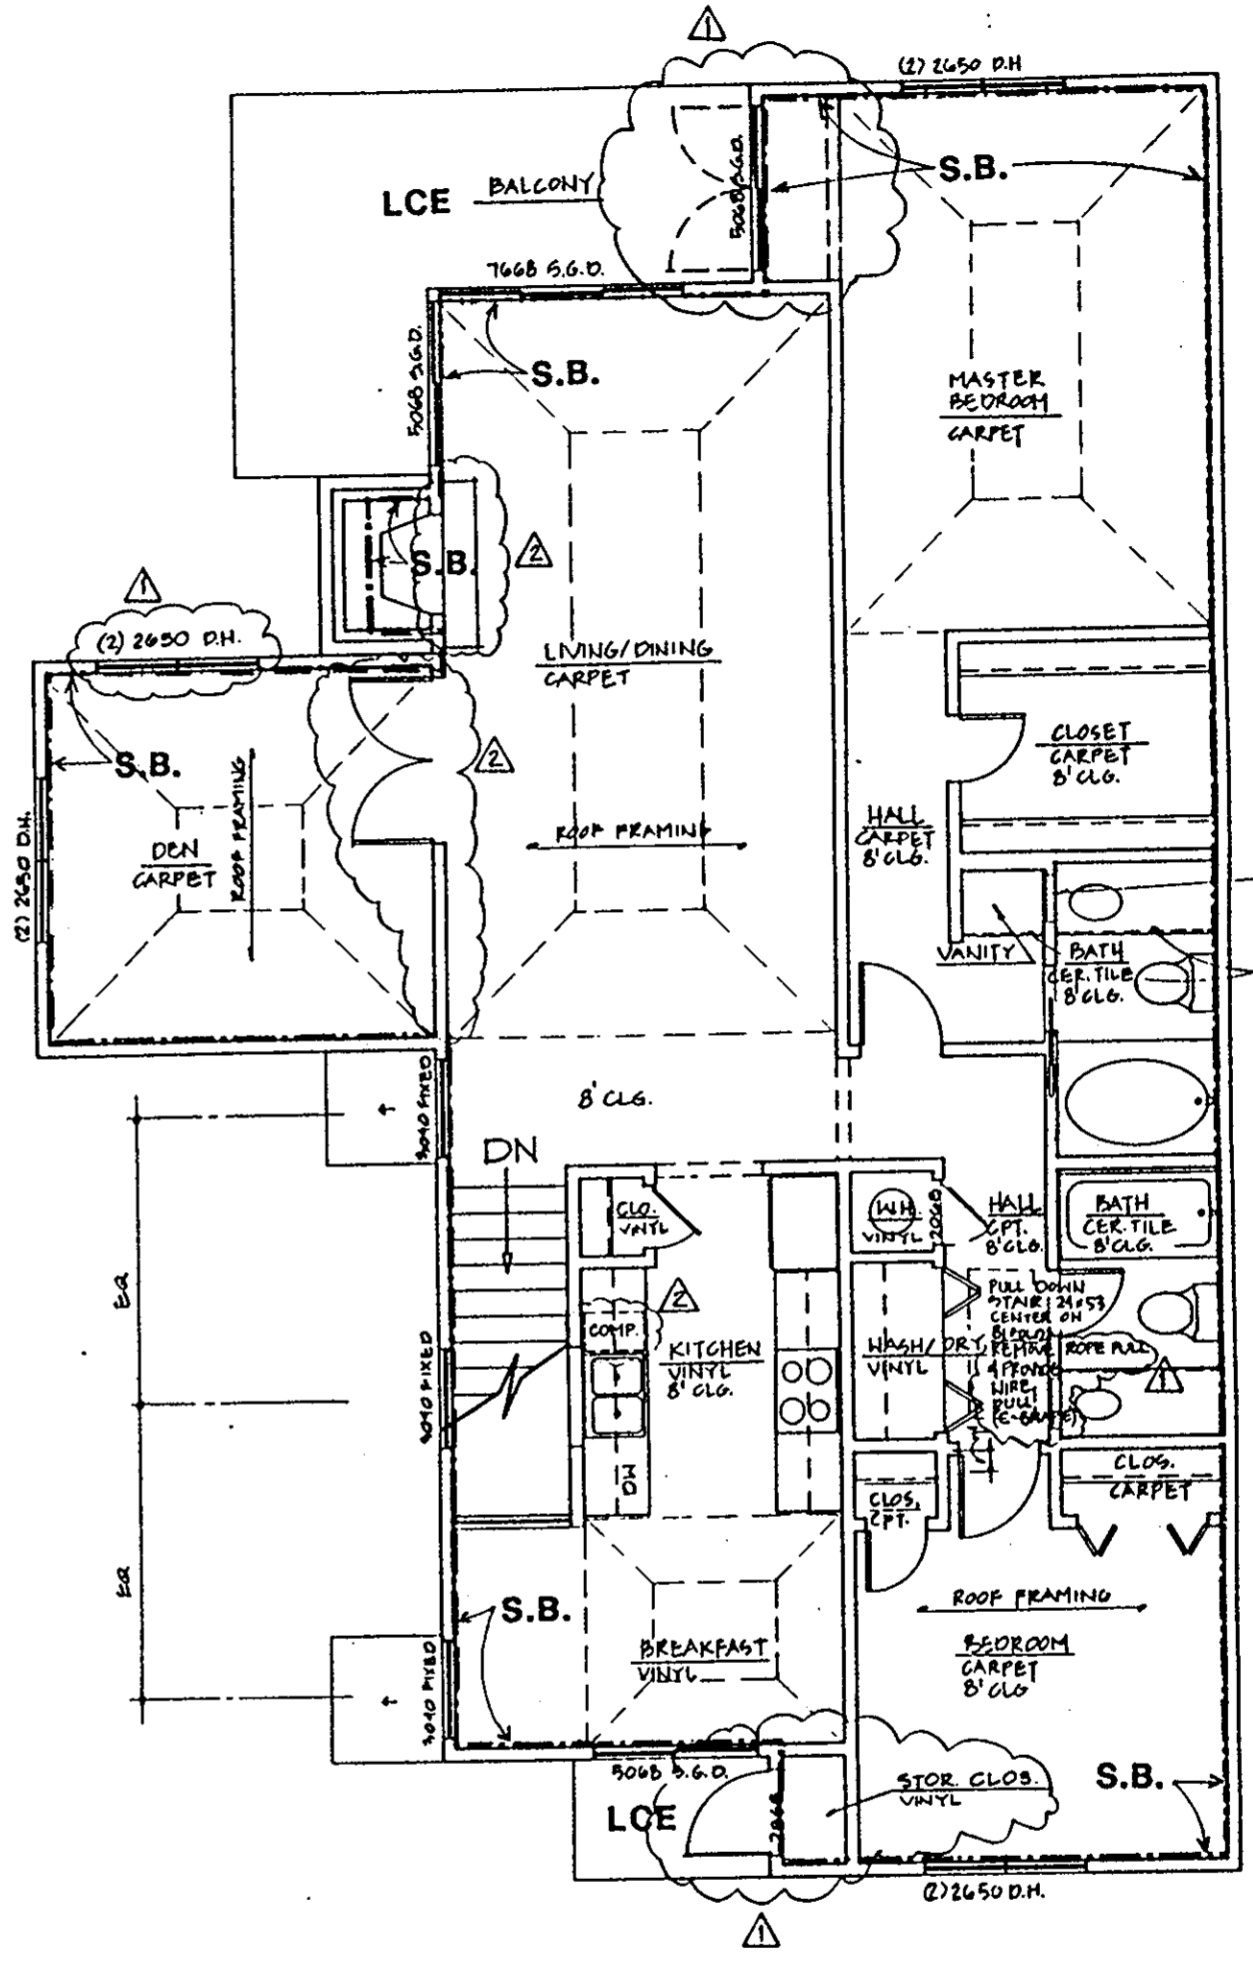 1
(2) 2650 D.H
5068 S.G.D.
S.B.
LCE
BALCONY
7668 S.G.D.
5068 S.G.D.
S.B.
MASTER
BEDROOM
CARPET
S.B.
2
1
(2) 2650 D.H.
LIVING/DINING
CARPET
CLOSET
CARPET
8' CLG.
S.B.
2
ROOF FRAMING
HALL
CARPET
8' CLG.
ROOF FRAMING
DEN
CARPET
(2) 2650 D.H.
VANITY
BATH
CER. TILE
8' CLG.
3040 FIXED
8' CLG.
DN
CLO.
VINYL
W.H.
VINYL
2068
HALL
CPT.
8' CLG.
BATH
CER. TILE
8' CLG.
EQ
2
COMP.
PULL DOWN
STAIR 24x53
CENTER ON
REMOVE
& PROVIDE
WIRE
PULL
ROPE PULL
1
KITCHEN
VINYL
8' CLG.
WASH/DRY
VINYL
3040 FIXED
DW
CLOS.
CPT.
CLOS.
CARPET
EQ
S.B.
ROOF FRAMING
BREAKFAST
VINYL
BEDROOM
CARPET
8' CLG
3040 FIXED
5068 S.G.D.
STOR. CLOS.
VINYL
S.B.
LCE
2868
(2) 2650 D.H.
1